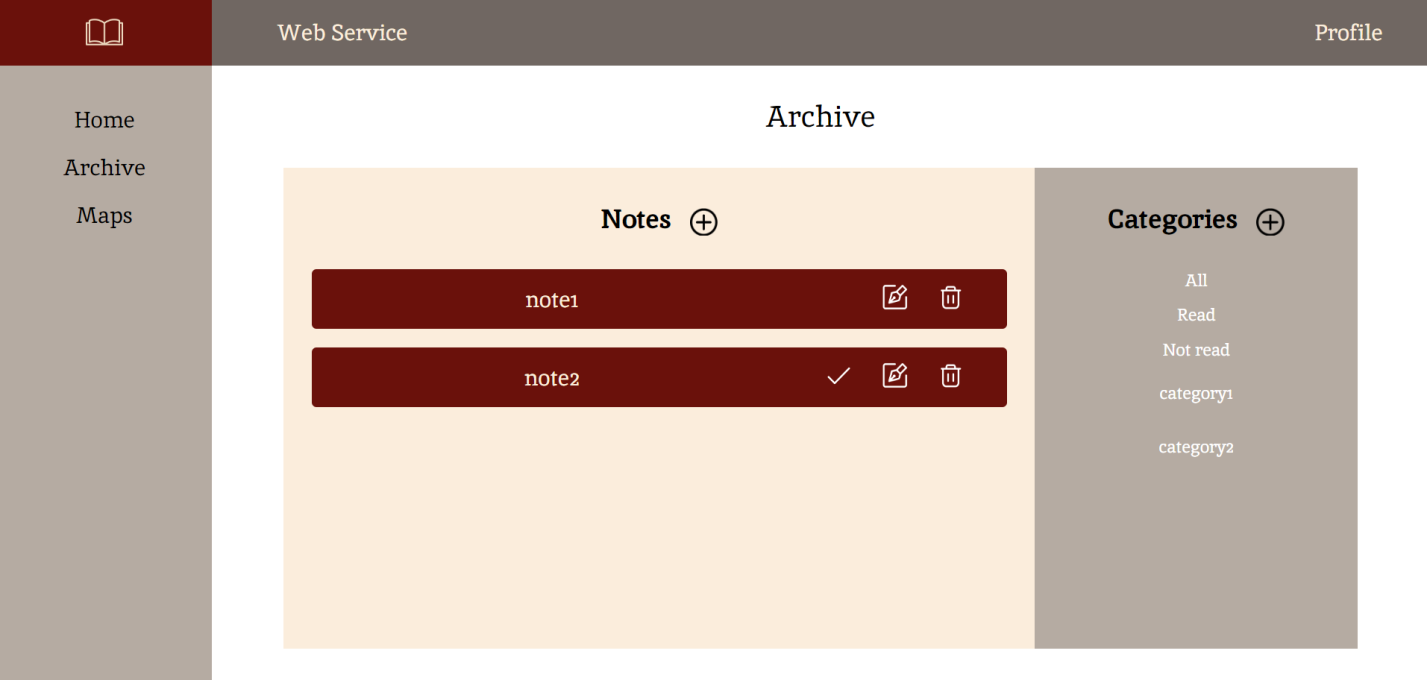 Web Service
Profile
Home
Archive
Maps
Archive
Notes
note1
note2
Categories
All
Read
Not read
category1
category2